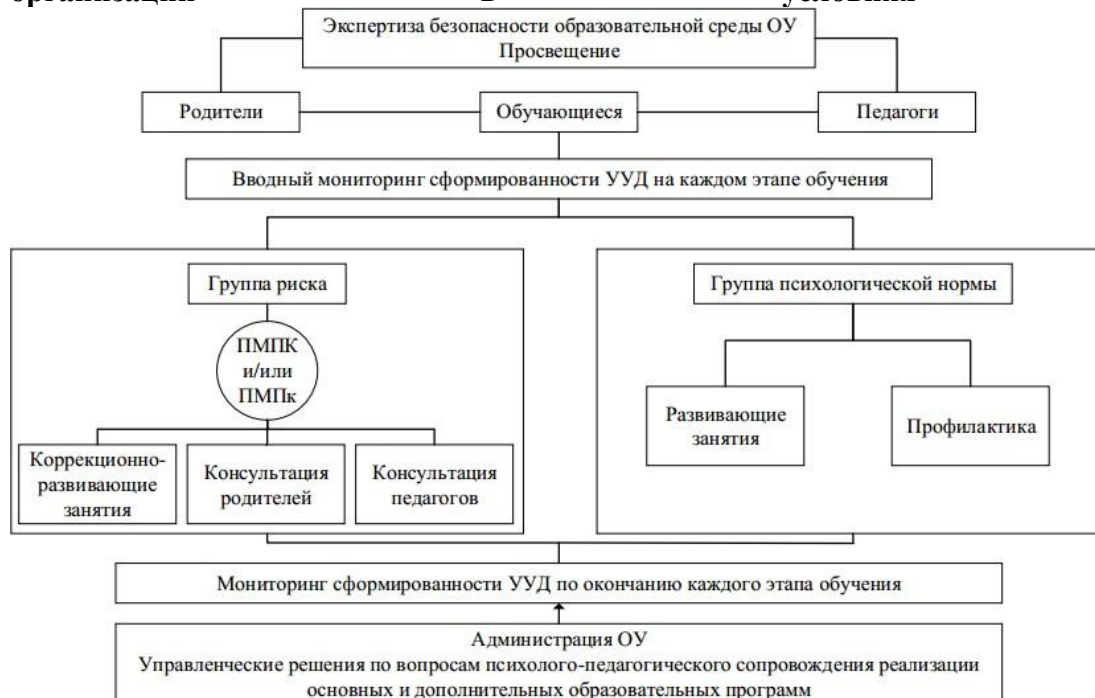 организации в условиях
Экспертиза безопасности образовательной среды ОУ
Просвещение
Родители
Обучающиеся
Педагоги
Вводный мониторинг сформированности УУД на каждом этапе обучения
Группа риска
ПМПК
и/или
ПМПк
Коррекционно-
развивающие
занятия
Консультация
родителей
Консультация
педагогов
Группа психологической нормы
Развивающие
занятия
Профилактика
Мониторинг сформированности УУД по окончанию каждого этапа обучения
Администрация ОУ
Управленческие решения по вопросам психолого-педагогического сопровождения реализации
основных и дополнительных образовательных программ